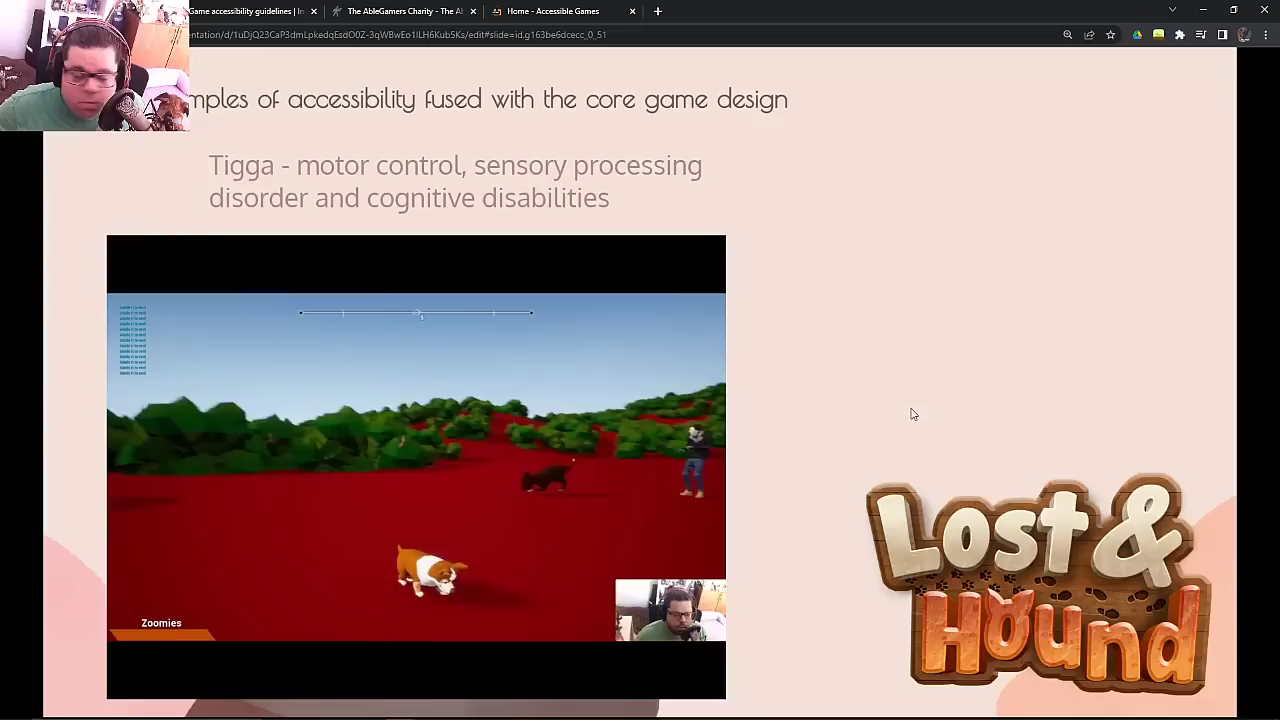 Game accessibility guidelines | In
The AbleGamers Charity - The Al
Home - Accessible Games
entation/d/1uDjQ23CaP3dmLpkedqEsdO0Z-3qWBwEo1ILH6Kub5Ks/edit#slide=id.g163be6dcecc_0_51
mples of accessibility fused with the core game design
Tigga - motor control, sensory processing
disorder and cognitive disabilities
S
Zoomies
Lost &
Hound